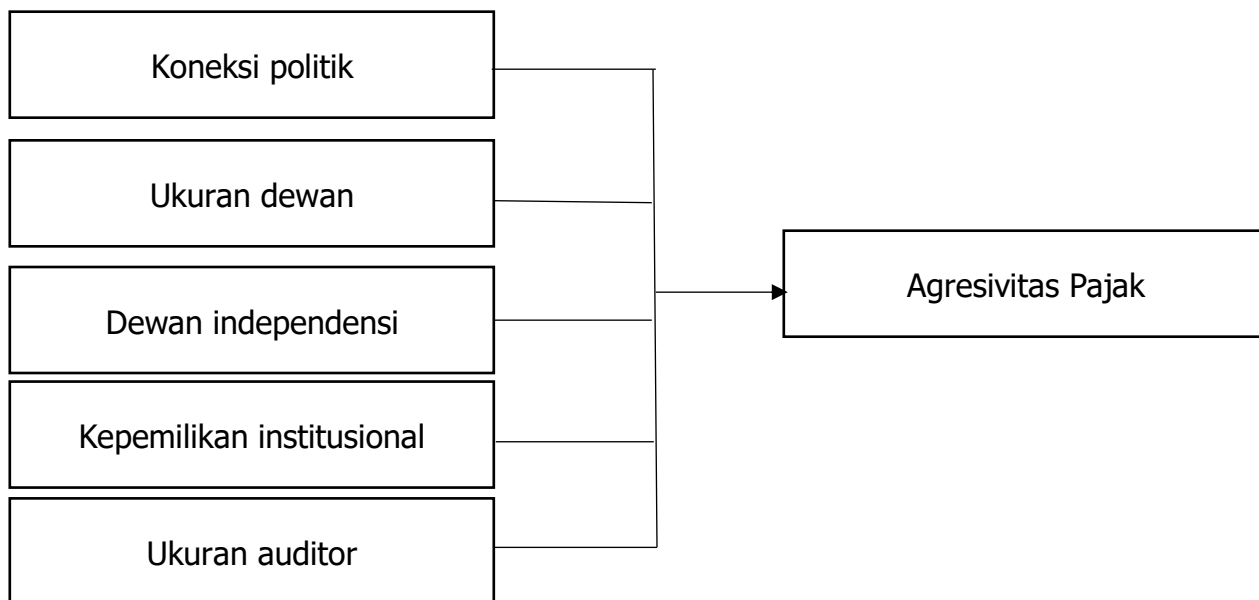 Koneksi politik
Ukuran dewan
Dewan independensi
Kepemilikan institusional
Ukuran auditor
Agresivitas Pajak